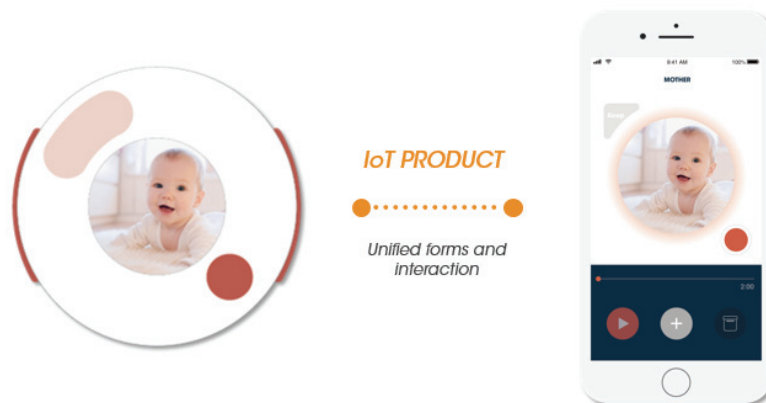 9:41 AM
100%
MOTHER
IoT PRODUCT
Unified forms and
interaction
2:00